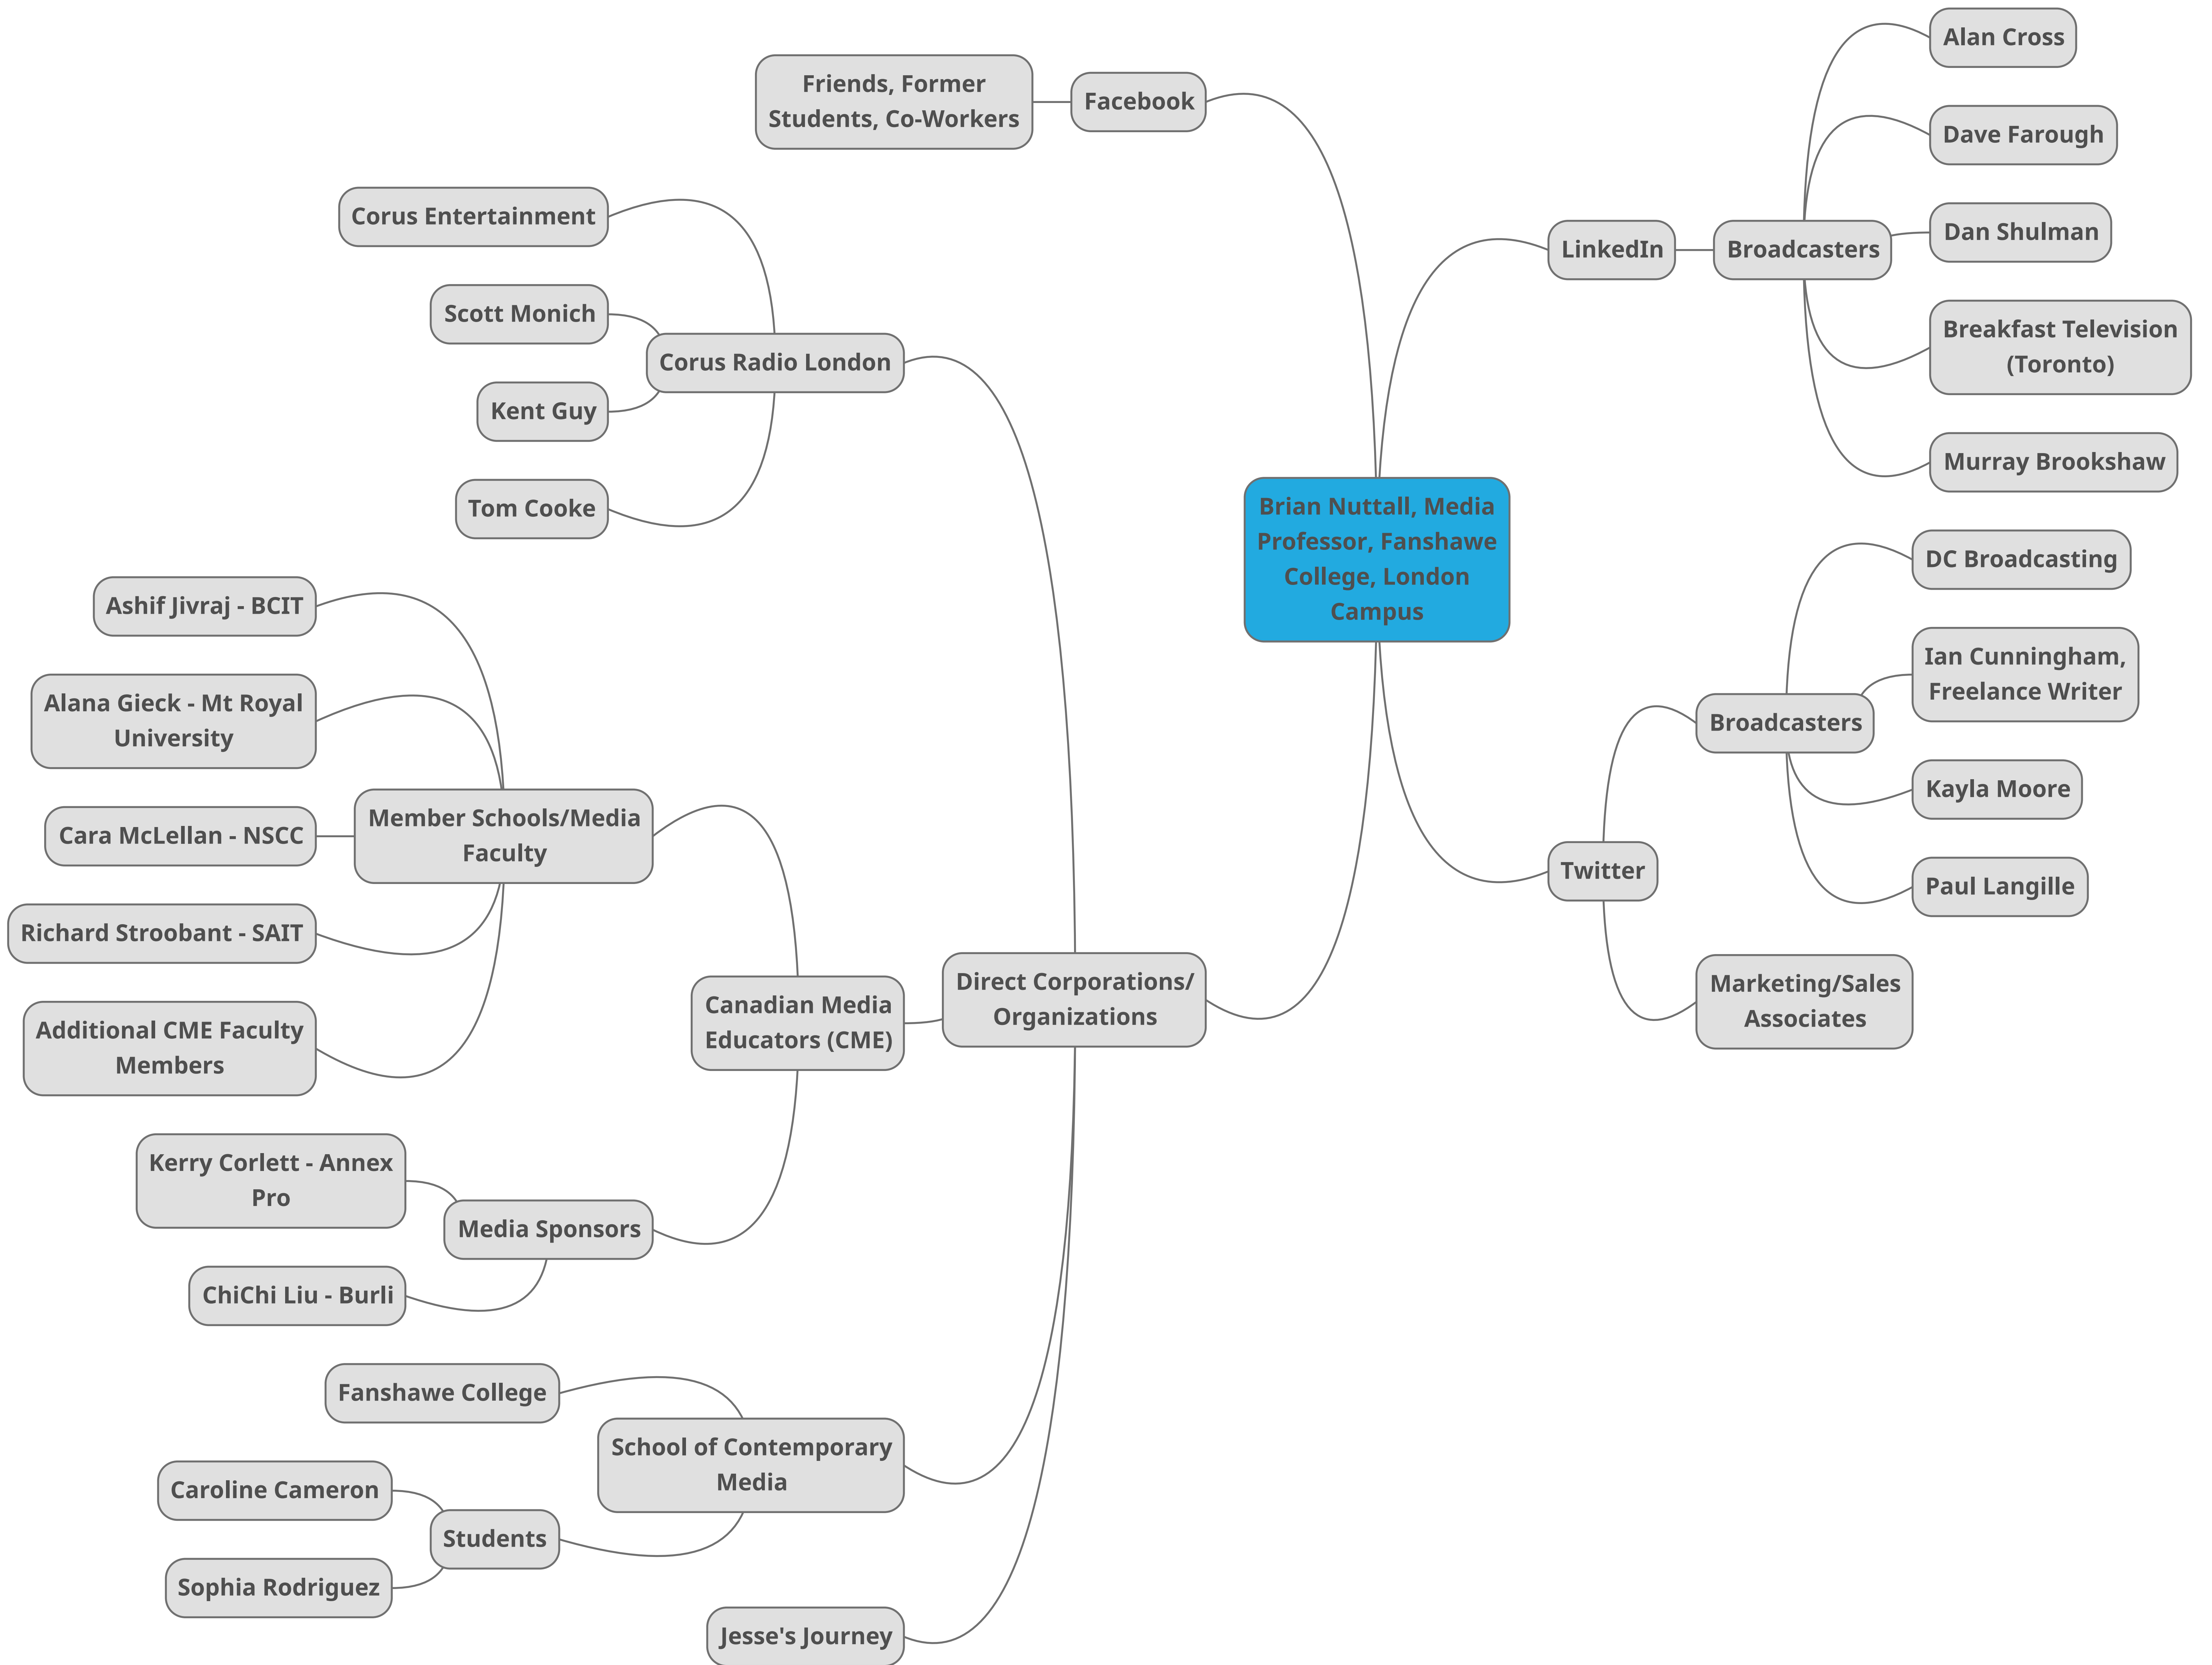 Brian Nuttall, Media
Professor, Fanshawe
College, London
Campus
LinkedIn
Broadcasters
Alan Cross
Dave Farough
Dan Shulman
Breakfast Television
(Toronto)
Murray Brookshaw
Twitter
Broadcasters
DC Broadcasting
Ian Cunningham,
Freelance Writer
Kayla Moore
Paul Langille
Marketing/Sales
Associates
Facebook
Friends, Former
Students, Co-Workers
Direct Corporations/
Organizations
Corus Radio London
Corus Entertainment
Scott Monich
Kent Guy
Tom Cooke
Canadian Media
Educators (CME)
Member Schools/Media
Faculty
Ashif Jivraj - BCIT
Alana Gieck - Mt Royal
University
Cara McLellan - NSCC
Richard Stroobant - SAIT
Additional CME Faculty
Members
Media Sponsors
Kerry Corlett - Annex
Pro
ChiChi Liu - Burli
School of Contemporary
Media
Fanshawe College
Students
Caroline Cameron
Sophia Rodriguez
Jesse's Journey